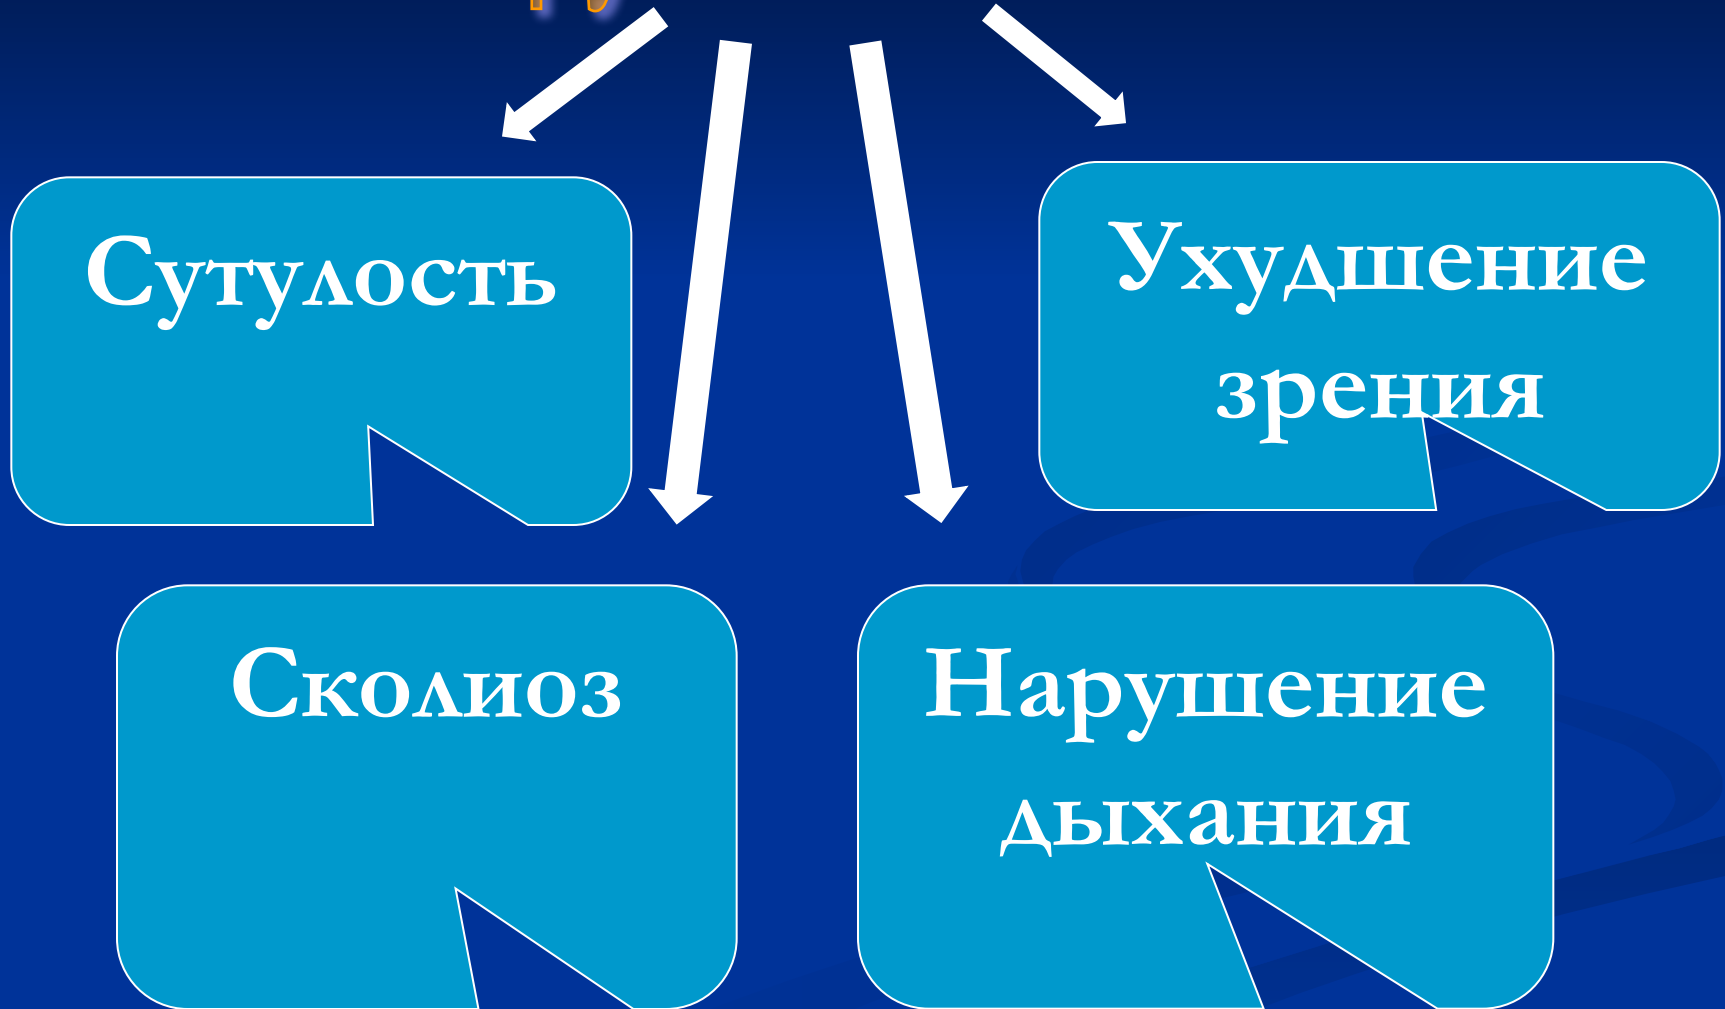 Сутулость
Ухудшение
зрения
Сколиоз
Нарушение
дыхания